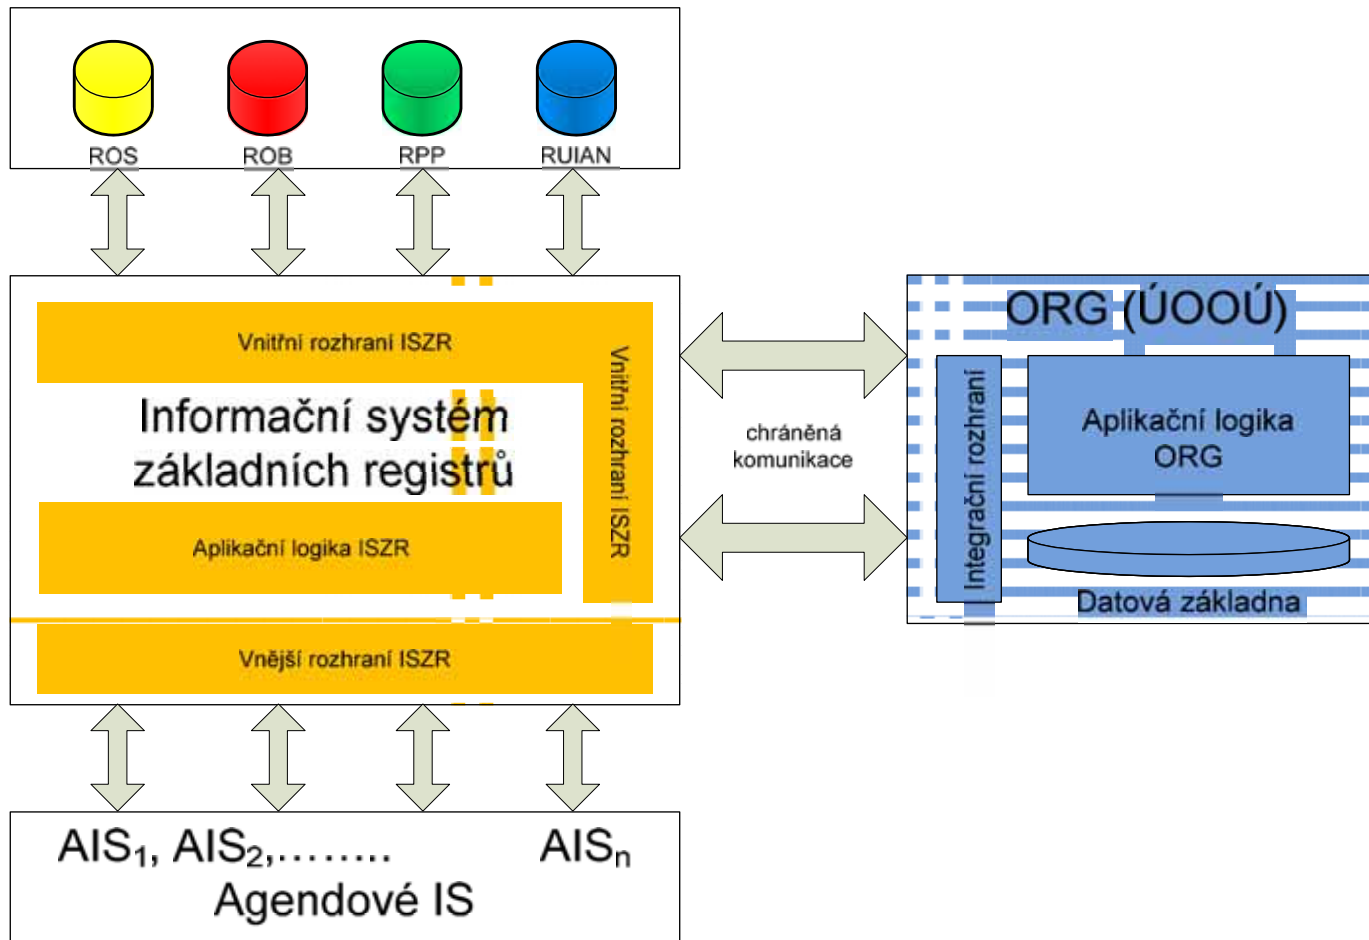 ROS
ROB
RPP
RUIAN
Vnitřní rozhraní ISZR
Vnitřní rozhraní ISZR
Informační systém
základních registrů
Aplikační logika ISZR
Vnější rozhraní ISZR
chráněná
komunikace
ORG (ÚOOÚ)
Integrační rozhraní
Aplikační logika
ORG
Datová základna
AIS₁, AIS₂,........ AISₙ
Agendové IS